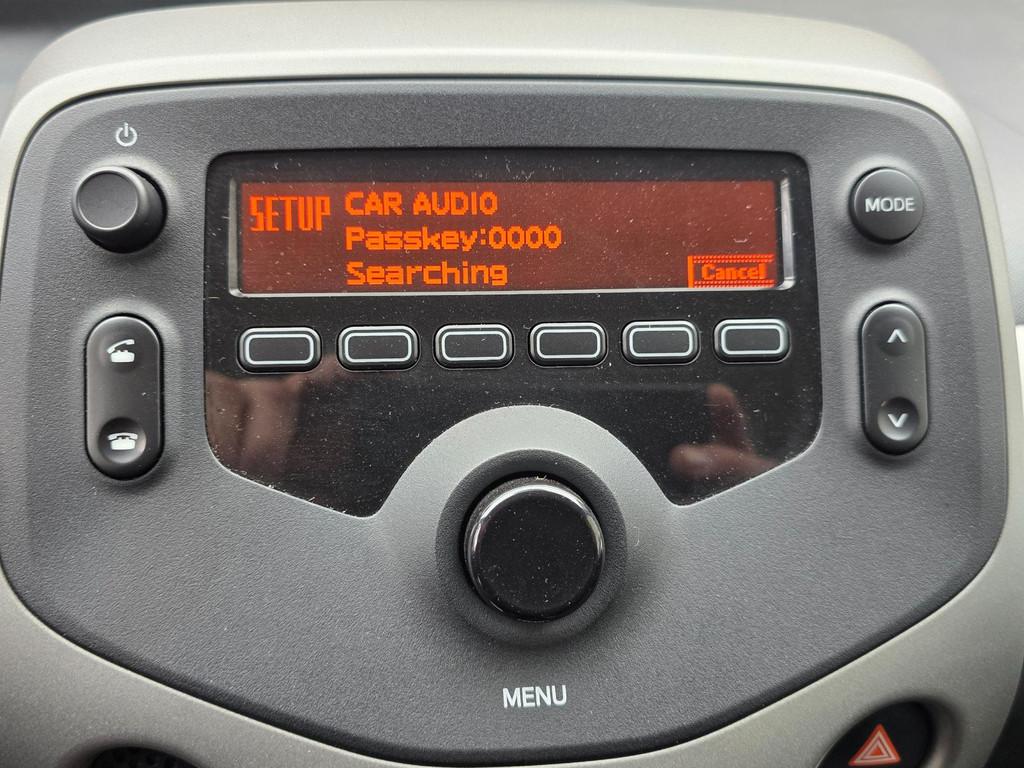 SETUP CAR AUDIO
Passkey:0000
Searching Cancel
MODE
MENU